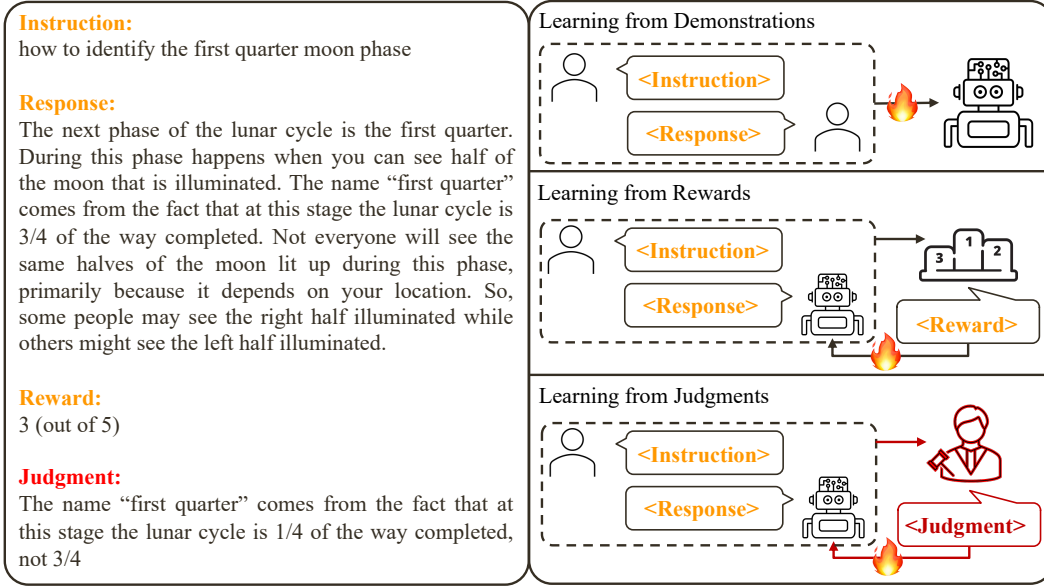 Instruction:
how to identify the first quarter moon phase
Response:
The next phase of the lunar cycle is the first quarter.
During this phase happens when you can see half of
the moon that is illuminated. The name “first quarter”
comes from the fact that at this stage the lunar cycle is
3/4 of the way completed. Not everyone will see the
same halves of the moon lit up during this phase,
primarily because it depends on your location. So,
some people may see the right half illuminated while
others might see the left half illuminated.
Reward:
3 (out of 5)
Judgment:
The name “first quarter” comes from the fact that at
this stage the lunar cycle is 1/4 of the way completed,
not 3/4
Learning from Demonstrations
<Instruction>
<Response>
Learning from Rewards
<Instruction>
<Response>
3 1 2
<Reward>
Learning from Judgments
<Instruction>
<Response>
<Judgment>